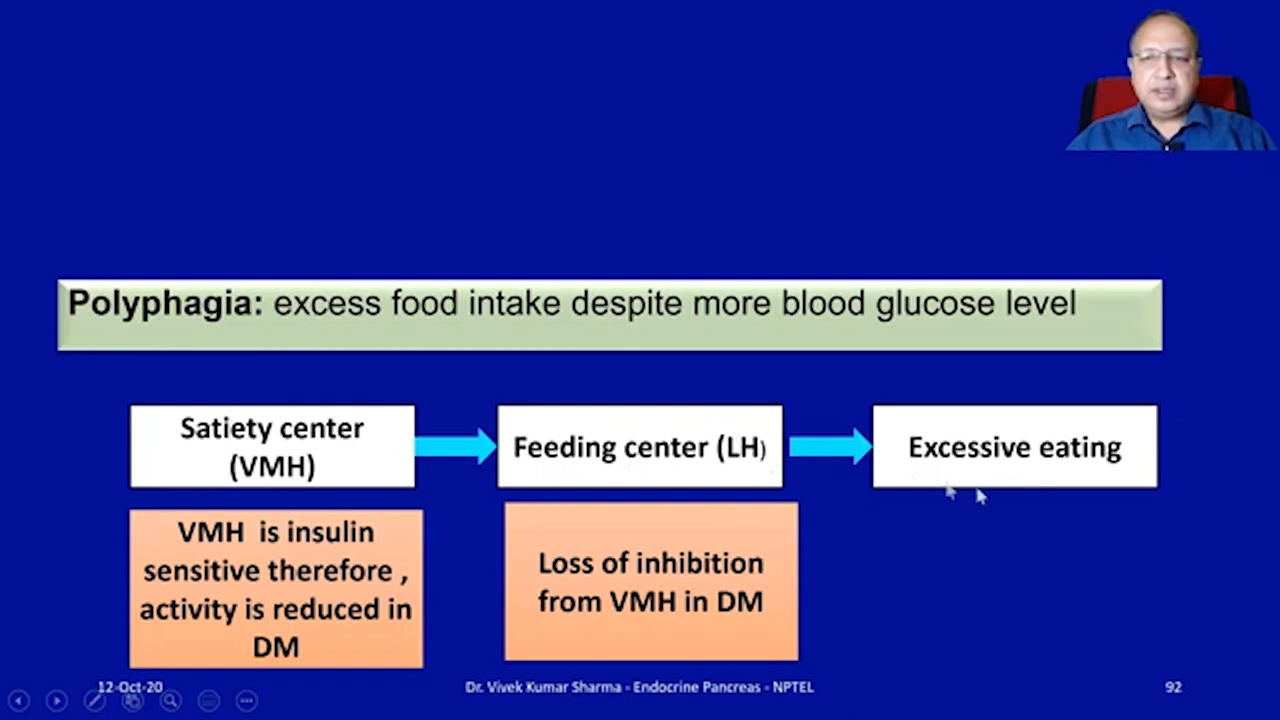 Polyphagia: excess food intake despite more blood glucose level
Satiety center
(VMH)
Feeding center (LH)
Excessive eating
VMH is insulin
sensitive therefore ,
activity is reduced in
DM
Loss of inhibition
from VMH in DM
12-Oct-20
Dr. Vivek Kumar Sharma - Endocrine Pancreas - NPTEL
92